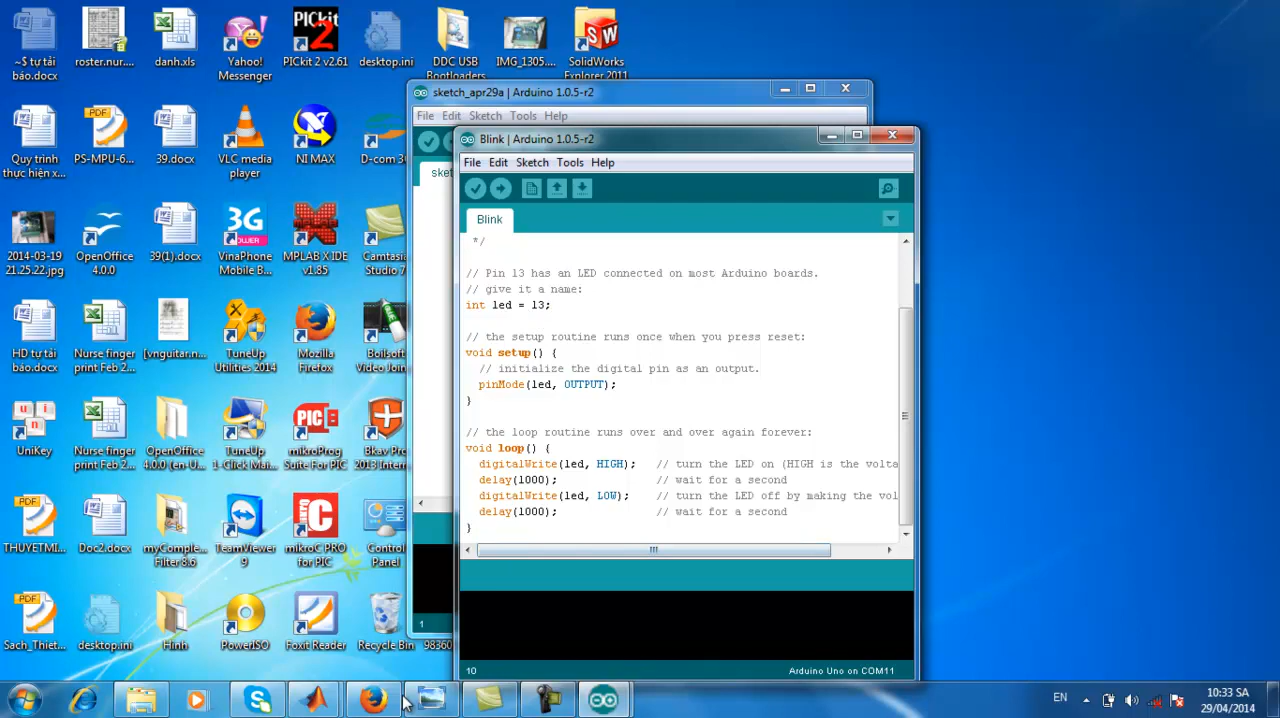 ~$ tự tải
báo.docx
roster.nur....
danh.xls
Yahoo!
Messenger
PICkit 2 v2.61
desktop.ini
DDC USB
Bootloaders
IMG_1305....
SolidWorks
Explorer 2011
Quy trình
thực hiện x...
PS-MPU-6...
39.docx
VLC media
player
NI MAX
D-com 3G
2014-03-19
21.25.22.jpg
OpenOffice
4.0.0
39(1).docx
VinaPhone
Mobile B...
MPLAB X IDE
v1.85
Camtasia
Studio 7
HD tự tải
báo.docx
Nurse finger
print Feb 2...
[vnguitar.n...
TuneUp
Utilities 2014
Mozilla
Firefox
Boilsoft
Video Join
UniKey
Nurse finger
print Feb 2...
OpenOffice
4.0.0 (en-U...
TuneUp
1-Click Mai...
mikroProg
Suite For PIC
Bkav Pro
2013 Intern
THUYETMI...
Doc2.docx
myComple...
Filter 8.6
TeamViewer
9
mikroC PRO
for PIC
Control
Panel
Sach_Thiet...
desktop.ini
Hinh
PowerISO
Foxit Reader
Recycle Bin
98360
sketch_apr29a | Arduino 1.0.5-r2
File Edit Sketch Tools Help
sket
1
Blink | Arduino 1.0.5-r2
File Edit Sketch Tools Help
Blink
*/
// Pin 13 has an LED connected on most Arduino boards.
// give it a name:
int led = 13;
// the setup routine runs once when you press reset:
void setup() {
// initialize the digital pin as an output.
pinMode(led, OUTPUT);
}
// the loop routine runs over and over again forever:
void loop() {
digitalWrite(led, HIGH); // turn the LED on (HIGH is the volta
delay(1000); // wait for a second
digitalWrite(led, LOW); // turn the LED off by making the vol
delay(1000); // wait for a second
}
10
Arduino Uno on COM11
EN
10:33 SA
29/04/2014